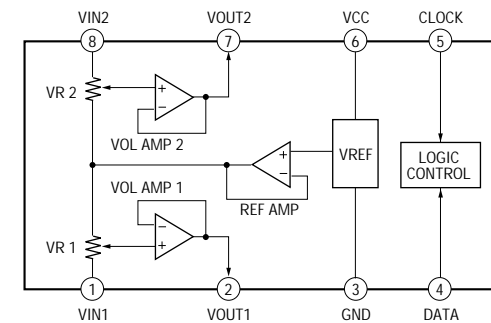 VIN2 VOUT2 VCC CLOCK
8 7 6 5
VR 2
+
−
VOL AMP 2
+
−
VREF
LOGIC
CONTROL
REF AMP
VOL AMP 1
−
+
VR 1
1 2 3 4
VIN1 VOUT1 GND DATA